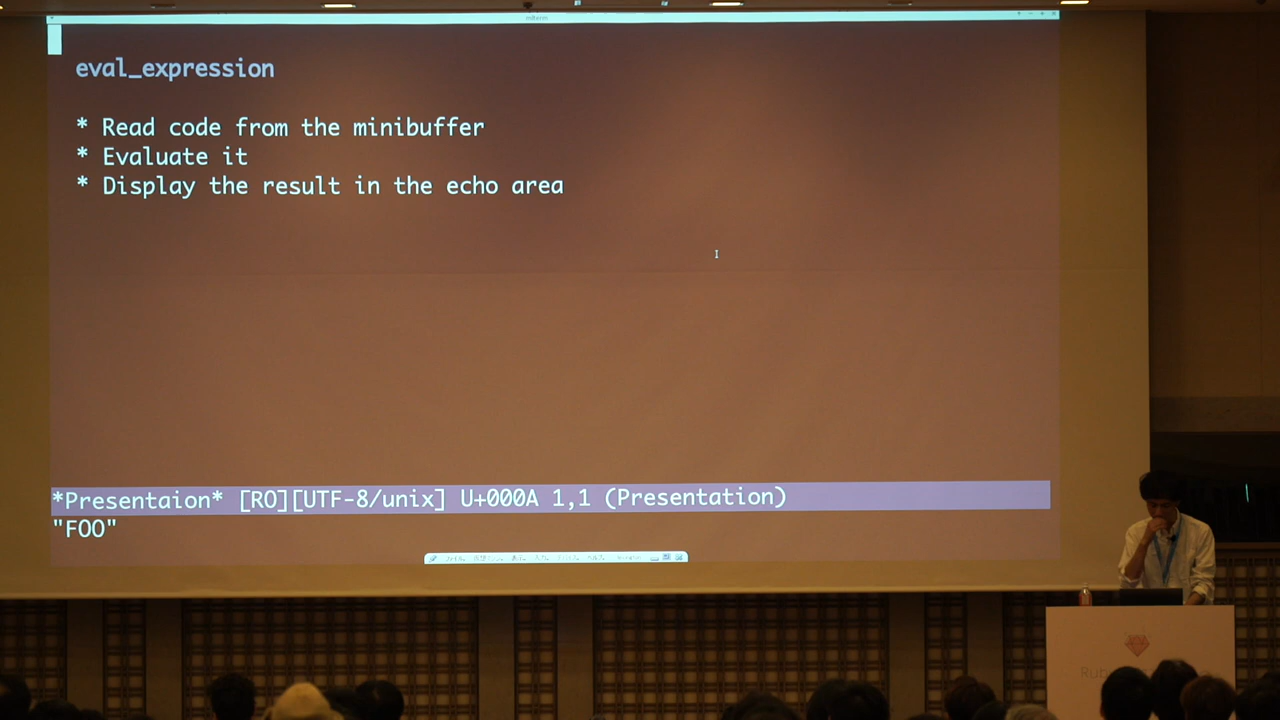 eval_expression
* Read code from the minibuffer
* Evaluate it
* Display the result in the echo area
*Presentaion* [RO][UTF-8/unix] U+000A 1,1 (Presentation)
"FOO"